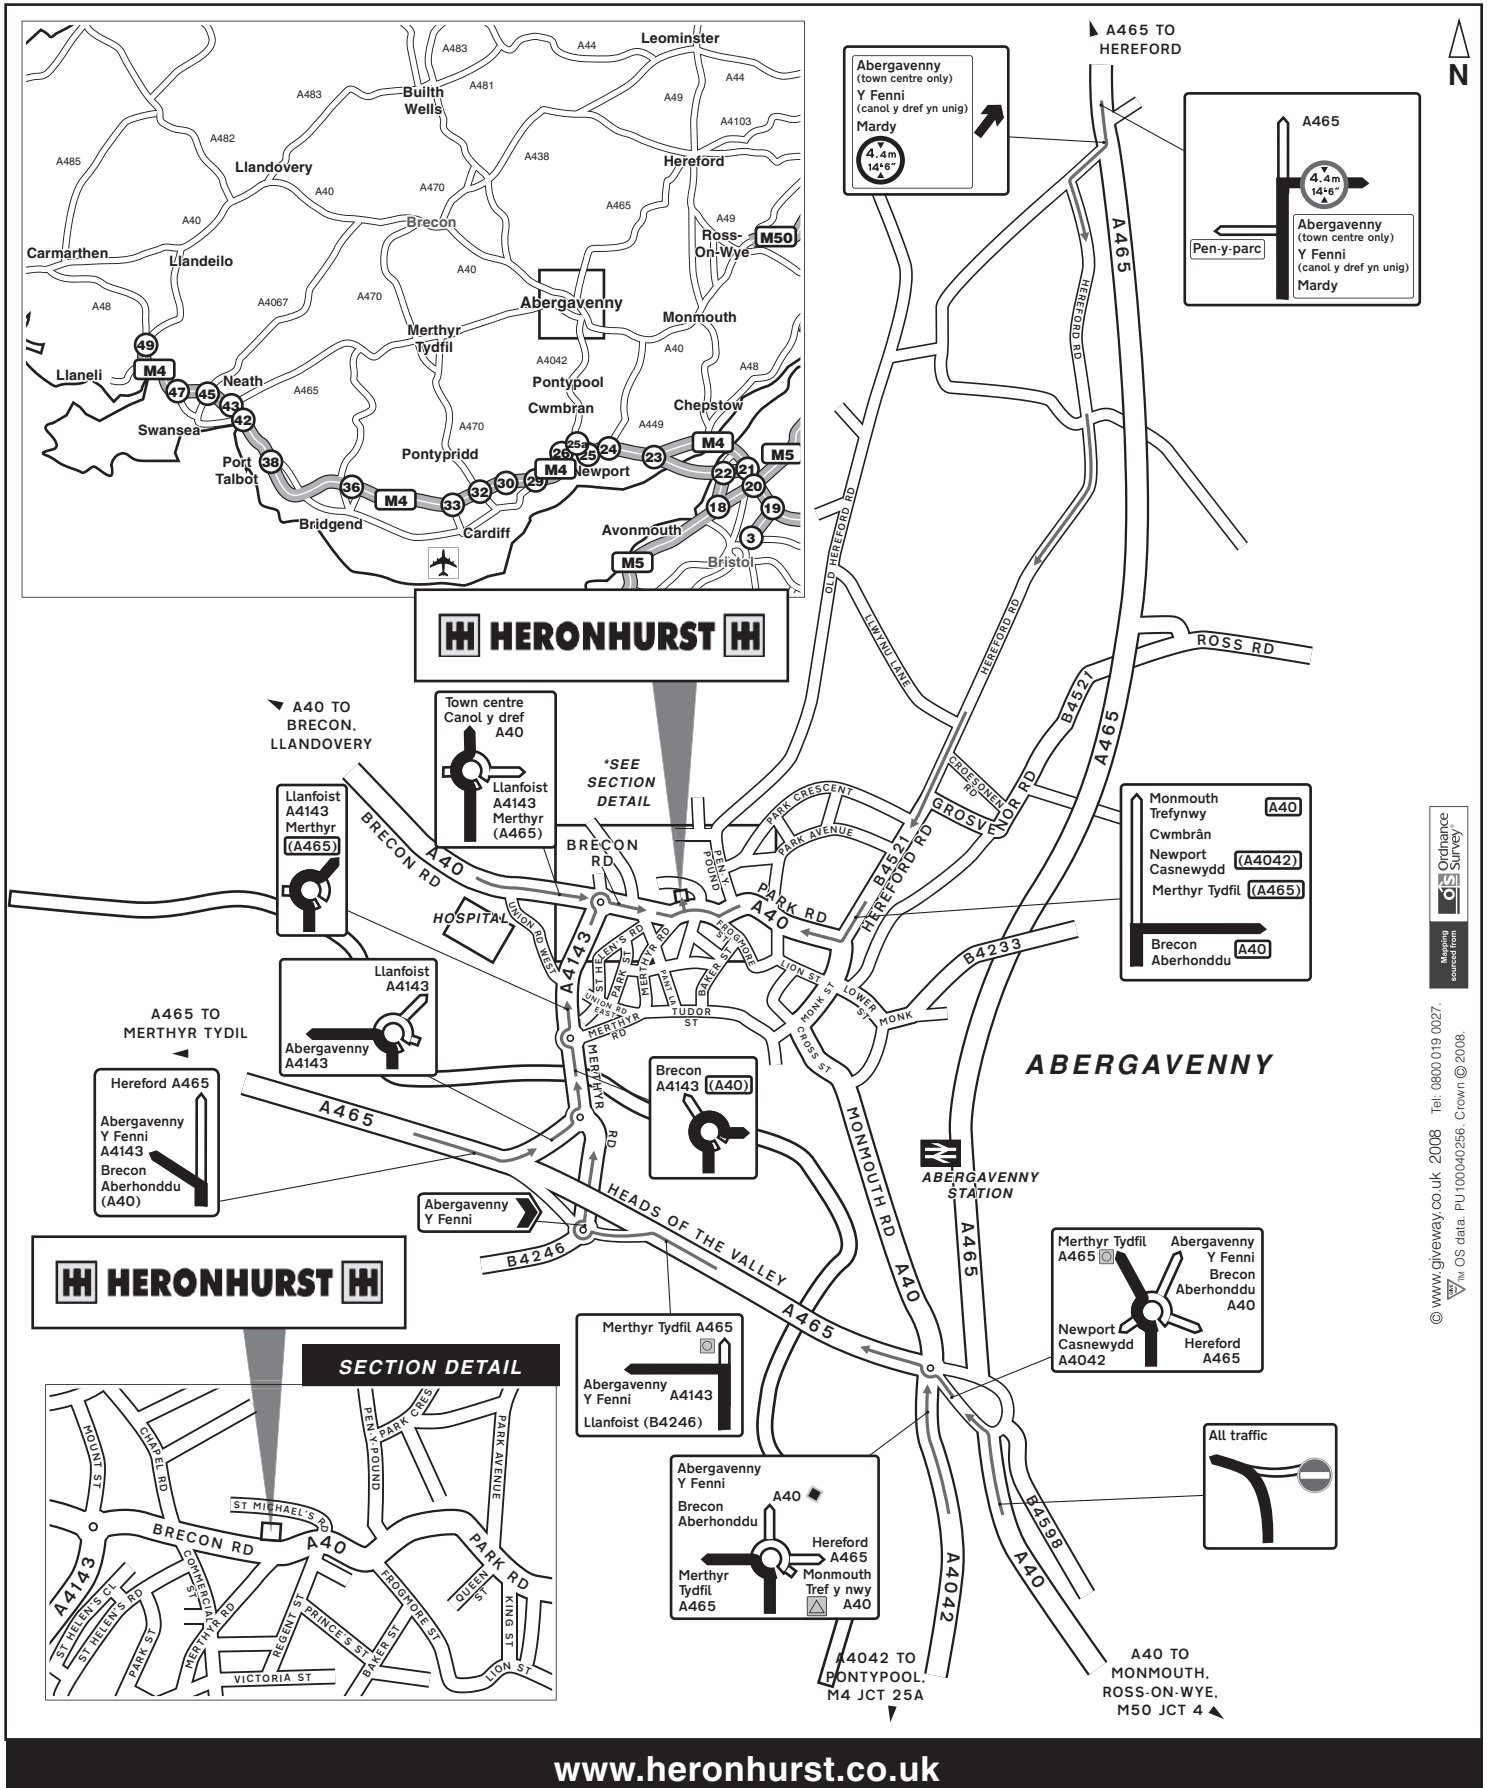 A465 TO
HEREFORD
N
A483
A44
Leominster
A44
A483
A481
Builth
Wells
A49
A4103
A482
A485
Llandovery
A438
Hereford
A40
A470
A465
A49
A40
Brecon
Ross-
On-Wye
M50
Carmarthen
Llandeilo
A40
A48
A4067
A470
Abergavenny
Monmouth
Merthyr
Tydfil
A40
49
M4
A4042
A48
Llaneli
47
45
Neath
43
42
A465
Pontypool
Cwmbran
Chepstow
Swansea
A470
A449
Port
Talbot
38
Pontypridd
26
25a
25
24
23
M4
M5
Newport
M4
22
21
20
36
M4
33
32
30
29
18
19
Bridgend
Cardiff
Avonmouth
3
M5
Bristol
Abergavenny
(town centre only)
Y Fenni
(canol y dref yn unig)
Mardy
4.4m
14'6"
A465
4.4m
14'6"
Pen-y-parc
Abergavenny
(town centre only)
Y Fenni
(canol y dref yn unig)
Mardy
A465
HEREFORD RD
OLD HEREFORD RD
LLWYNU LANE
HEREFORD RD
ROSS RD
B4521
A465
HERONHURST
A40 TO
BRECON,
LLANDOVERY
Town centre
Canol y dref
A40
Llanfoist
A4143
Merthyr
(A465)
*SEE
SECTION
DETAIL
Llanfoist
A4143
Merthyr
(A465)
BRECON RD
A40
BRECON
RD
PEN-Y-
POUND
PARK CRESCENT
PARK AVENUE
CROESONEN
RD
GROSVENOR RD
B4521
HEREFORD RD
PARK RD
A40
Monmouth
Trefynwy
A40
Cwmbrân
Newport
Casnewydd
(A4042)
Merthyr Tydfil
(A465)
Brecon
Aberhonddu
A40
HOSPITAL
UNION RD WEST
A4143
ST HELEN'S RD
PARK ST
MERTHYR RD
PANT LA
BAKER ST
FROGMORE
ST
UNION RD
EAST
MERTHYR
RD
TUDOR
ST
LION ST
MONK ST
LOWER
ST
MONK
CROSS ST
B4233
A465 TO
MERTHYR TYDIL
Llanfoist
A4143
Abergavenny
A4143
ABERGAVENNY
Hereford A465
Abergavenny
Y Fenni
A4143
Brecon
Aberhonddu
(A40)
A465
MERTHYR
RD
Brecon
A4143
(A40)
MONMOUTH RD
A40
ABERGAVENNY
STATION
A465
Abergavenny
Y Fenni
B4246
HEADS OF THE VALLEY
A465
Merthyr Tydfil
A465
Abergavenny
Y Fenni
Brecon
Aberhonddu
A40
Newport
Casnewydd
A4042
Hereford
A465
HERONHURST
Merthyr Tydfil A465
Abergavenny
Y Fenni
A4143
Llanfoist (B4246)
All traffic
Abergavenny
Y Fenni
A40
Brecon
Aberhonddu
Hereford
A465
Monmouth
Tref y nwy
A40
Merthyr
Tydfil
A465
B4598
A40
A4042
A4042 TO
PONTYPOOL,
M4 JCT 25A
A40 TO
MONMOUTH,
ROSS-ON-WYE,
M50 JCT 4
SECTION DETAIL
MOUNT ST
CHAPEL RD
PEN-Y-POUND
PARK CRES
PARK AVENUE
ST MICHAEL'S RD
BRECON RD
A40
A4143
PARK RD
COMMERCIAL
ST
QUEEN
ST
KING ST
FROGMORE ST
ST HELEN'S CL
ST HELEN'S RD
PARK ST
MERTHYR RD
REGENT ST
PRINCE'S ST
BAKER ST
LION ST
VICTORIA ST
Ordnance
Survey®
Mapping
sourced from
© www.giveway.co.uk 2008 Tel: 0800 019 0027.
TM OS data. PU100040256. Crown © 2008.
www.heronhurst.co.uk